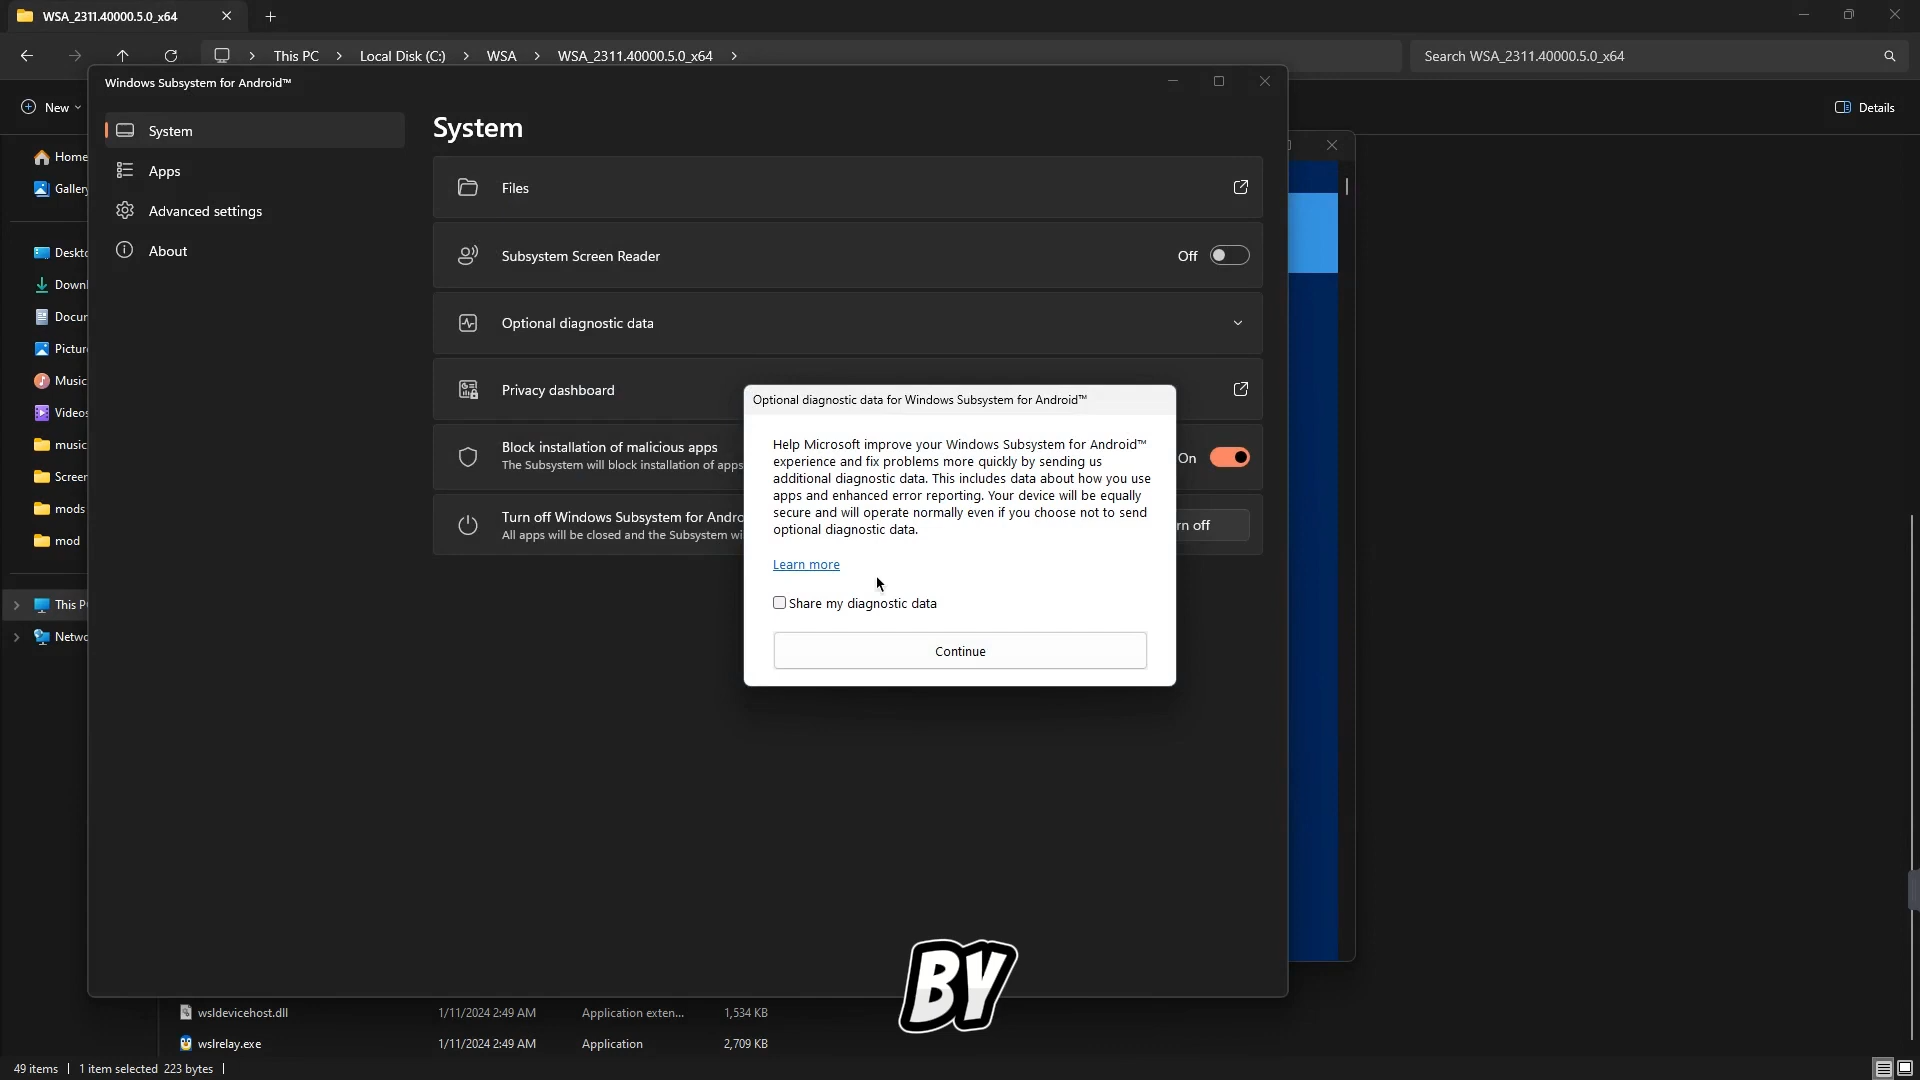 WSA_2311.40000.5.0_x64
This PC > Local Disk (C:) > WSA > WSA_2311.40000.5.0_x64 >
Search WSA_2311.40000.5.0_x64
New
Details
Home
Gallery
Deskto
Downl
Docur
Pictur
Music
Videos
music
Screer
mods
mod
This P
Netwo
Windows Subsystem for Android™
System
Apps
Advanced settings
About
System
Files
Subsystem Screen Reader
Off
Optional diagnostic data
Privacy dashboard
Block installation of malicious apps
The Subsystem will block installation of apps
On
Turn off Windows Subsystem for Andro
All apps will be closed and the Subsystem wi
rn off
Optional diagnostic data for Windows Subsystem for Android™
Help Microsoft improve your Windows Subsystem for Android™
experience and fix problems more quickly by sending us
additional diagnostic data. This includes data about how you use
apps and enhanced error reporting. Your device will be equally
secure and will operate normally even if you choose not to send
optional diagnostic data.
Learn more
Share my diagnostic data
Continue
BY
wsldevicehost.dll 1/11/2024 2:49 AM Application exten... 1,534 KB
wslrelay.exe 1/11/2024 2:49 AM Application 2,709 KB
49 items | 1 item selected 223 bytes |